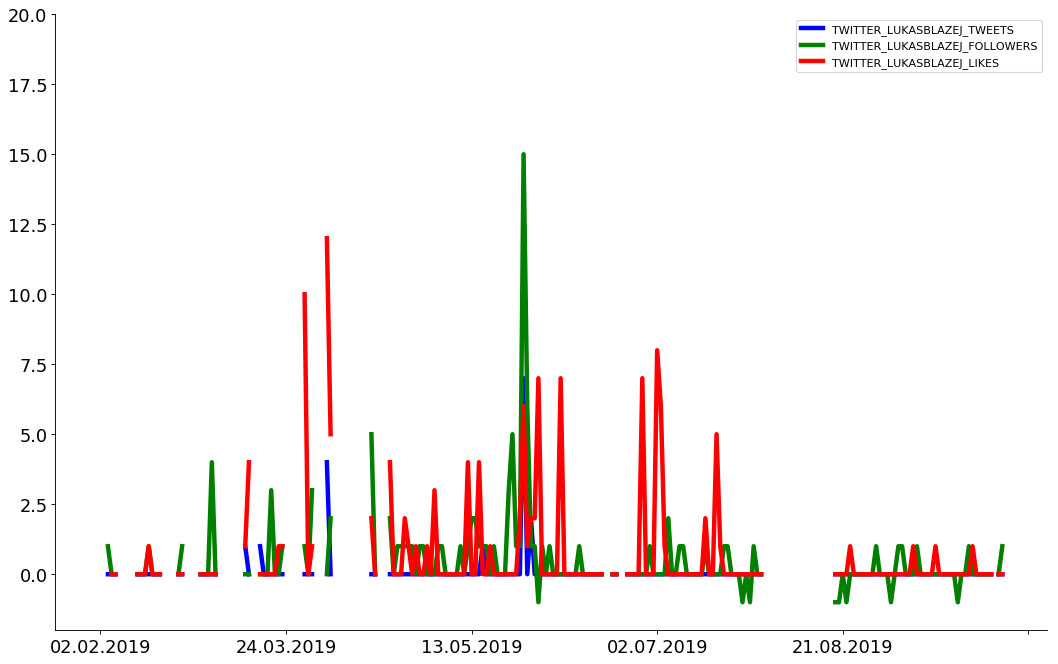 20.0
17.5
15.0
12.5
10.0
7.5
5.0
2.5
0.0
02.02.2019 24.03.2019 13.05.2019 02.07.2019 21.08.2019
TWITTER_LUKASBLAZEJ_TWEETS
TWITTER_LUKASBLAZEJ_FOLLOWERS
TWITTER_LUKASBLAZEJ_LIKES